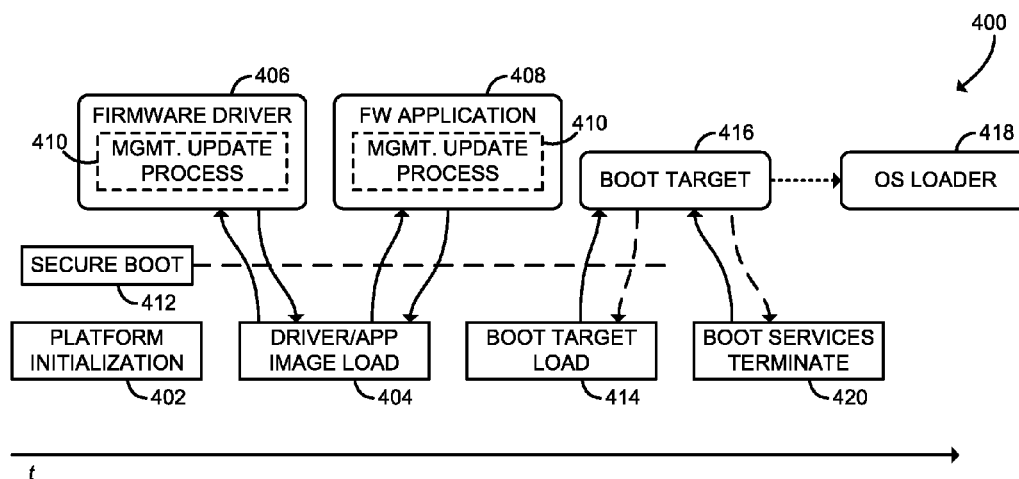 400
406
408
FIRMWARE DRIVER
FW APPLICATION
410
410
MGMT. UPDATE
PROCESS
MGMT. UPDATE
PROCESS
416
418
BOOT TARGET
OS LOADER
SECURE BOOT
412
PLATFORM
INITIALIZATION
DRIVER/APP
IMAGE LOAD
BOOT TARGET
LOAD
BOOT SERVICES
TERMINATE
402
404
414
420
t